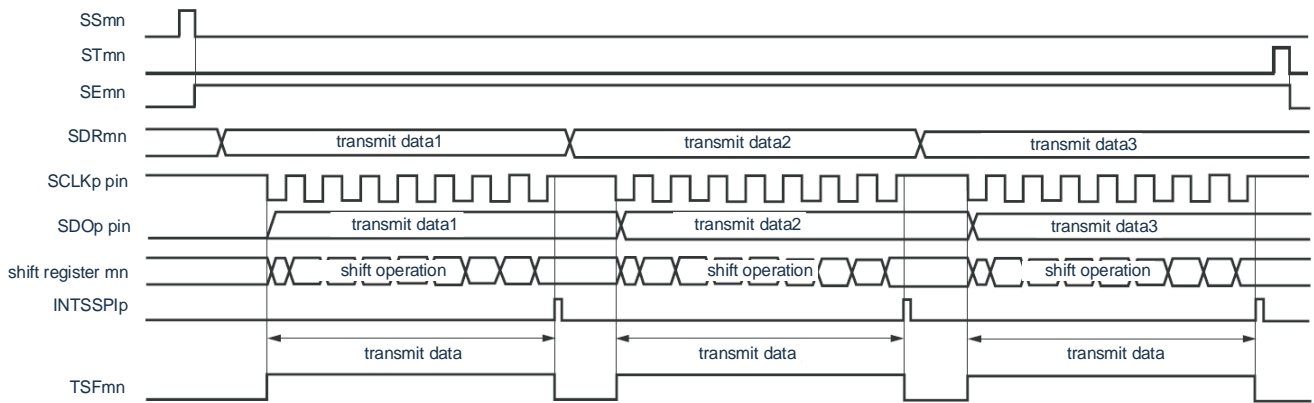 SSmn
STmn
SEmn
SDRmn transmit data1 transmit data2 transmit data3
SCLKp pin
SDOp pin transmit data1 transmit data2 transmit data3
shift register mn shift operation shift operation shift operation
INTSSPIp
transmit data transmit data transmit data
TSFmn